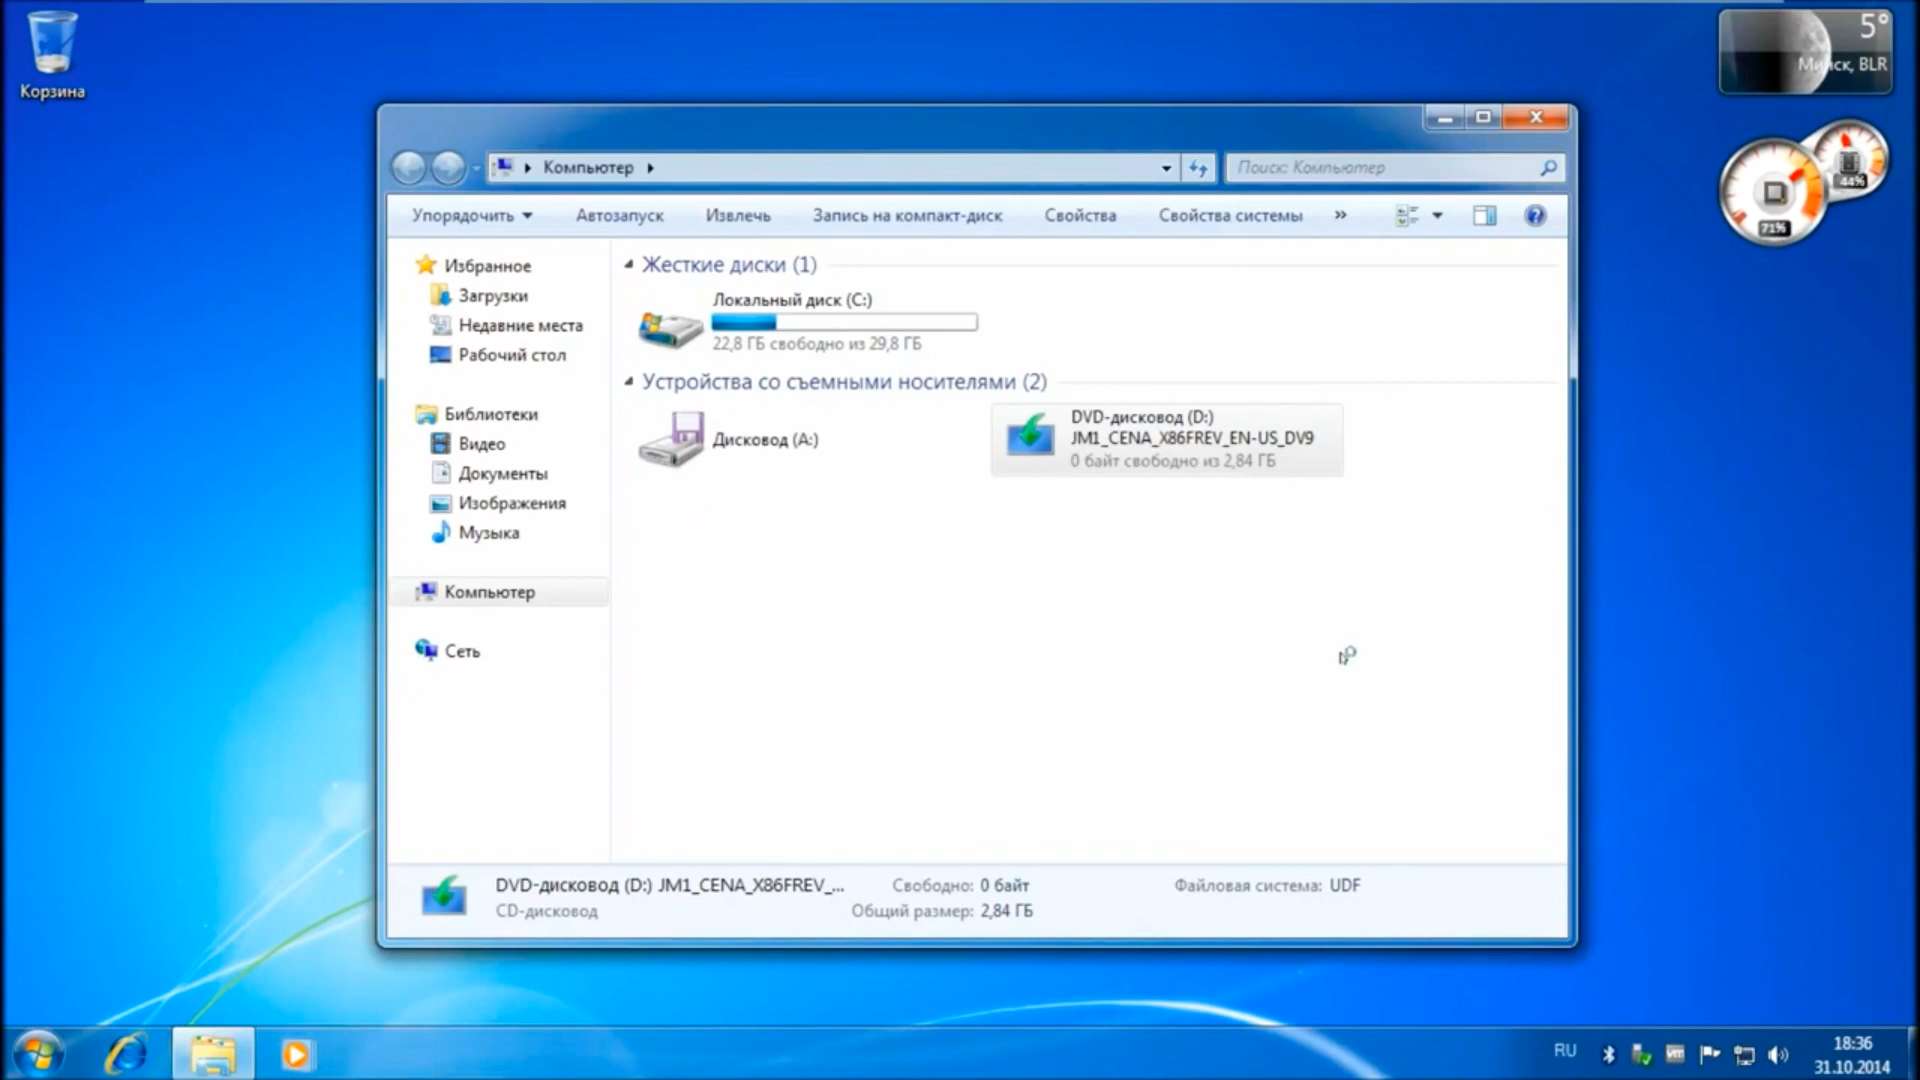 Корзина
5°
Минск, BLR
44%
71%
Компьютер
Поиск: Компьютер
Упорядочить
Автозапуск
Извлечь
Запись на компакт-диск
Свойства
Свойства системы
»
Избранное
Загрузки
Недавние места
Рабочий стол
Библиотеки
Видео
Документы
Изображения
Музыка
Компьютер
Сеть
Жесткие диски (1)
Локальный диск (C:)
22,8 ГБ свободно из 29,8 ГБ
Устройства со съемными носителями (2)
Дисковод (A:)
DVD-дисковод (D:)
JM1_CENA_X86FREV_EN-US_DV9
0 байт свободно из 2,84 ГБ
DVD-дисковод (D:) JM1_CENA_X86FREV_...
CD-дисковод
Свободно: 0 байт
Общий размер: 2,84 ГБ
Файловая система: UDF
RU
18:36
31.10.2014